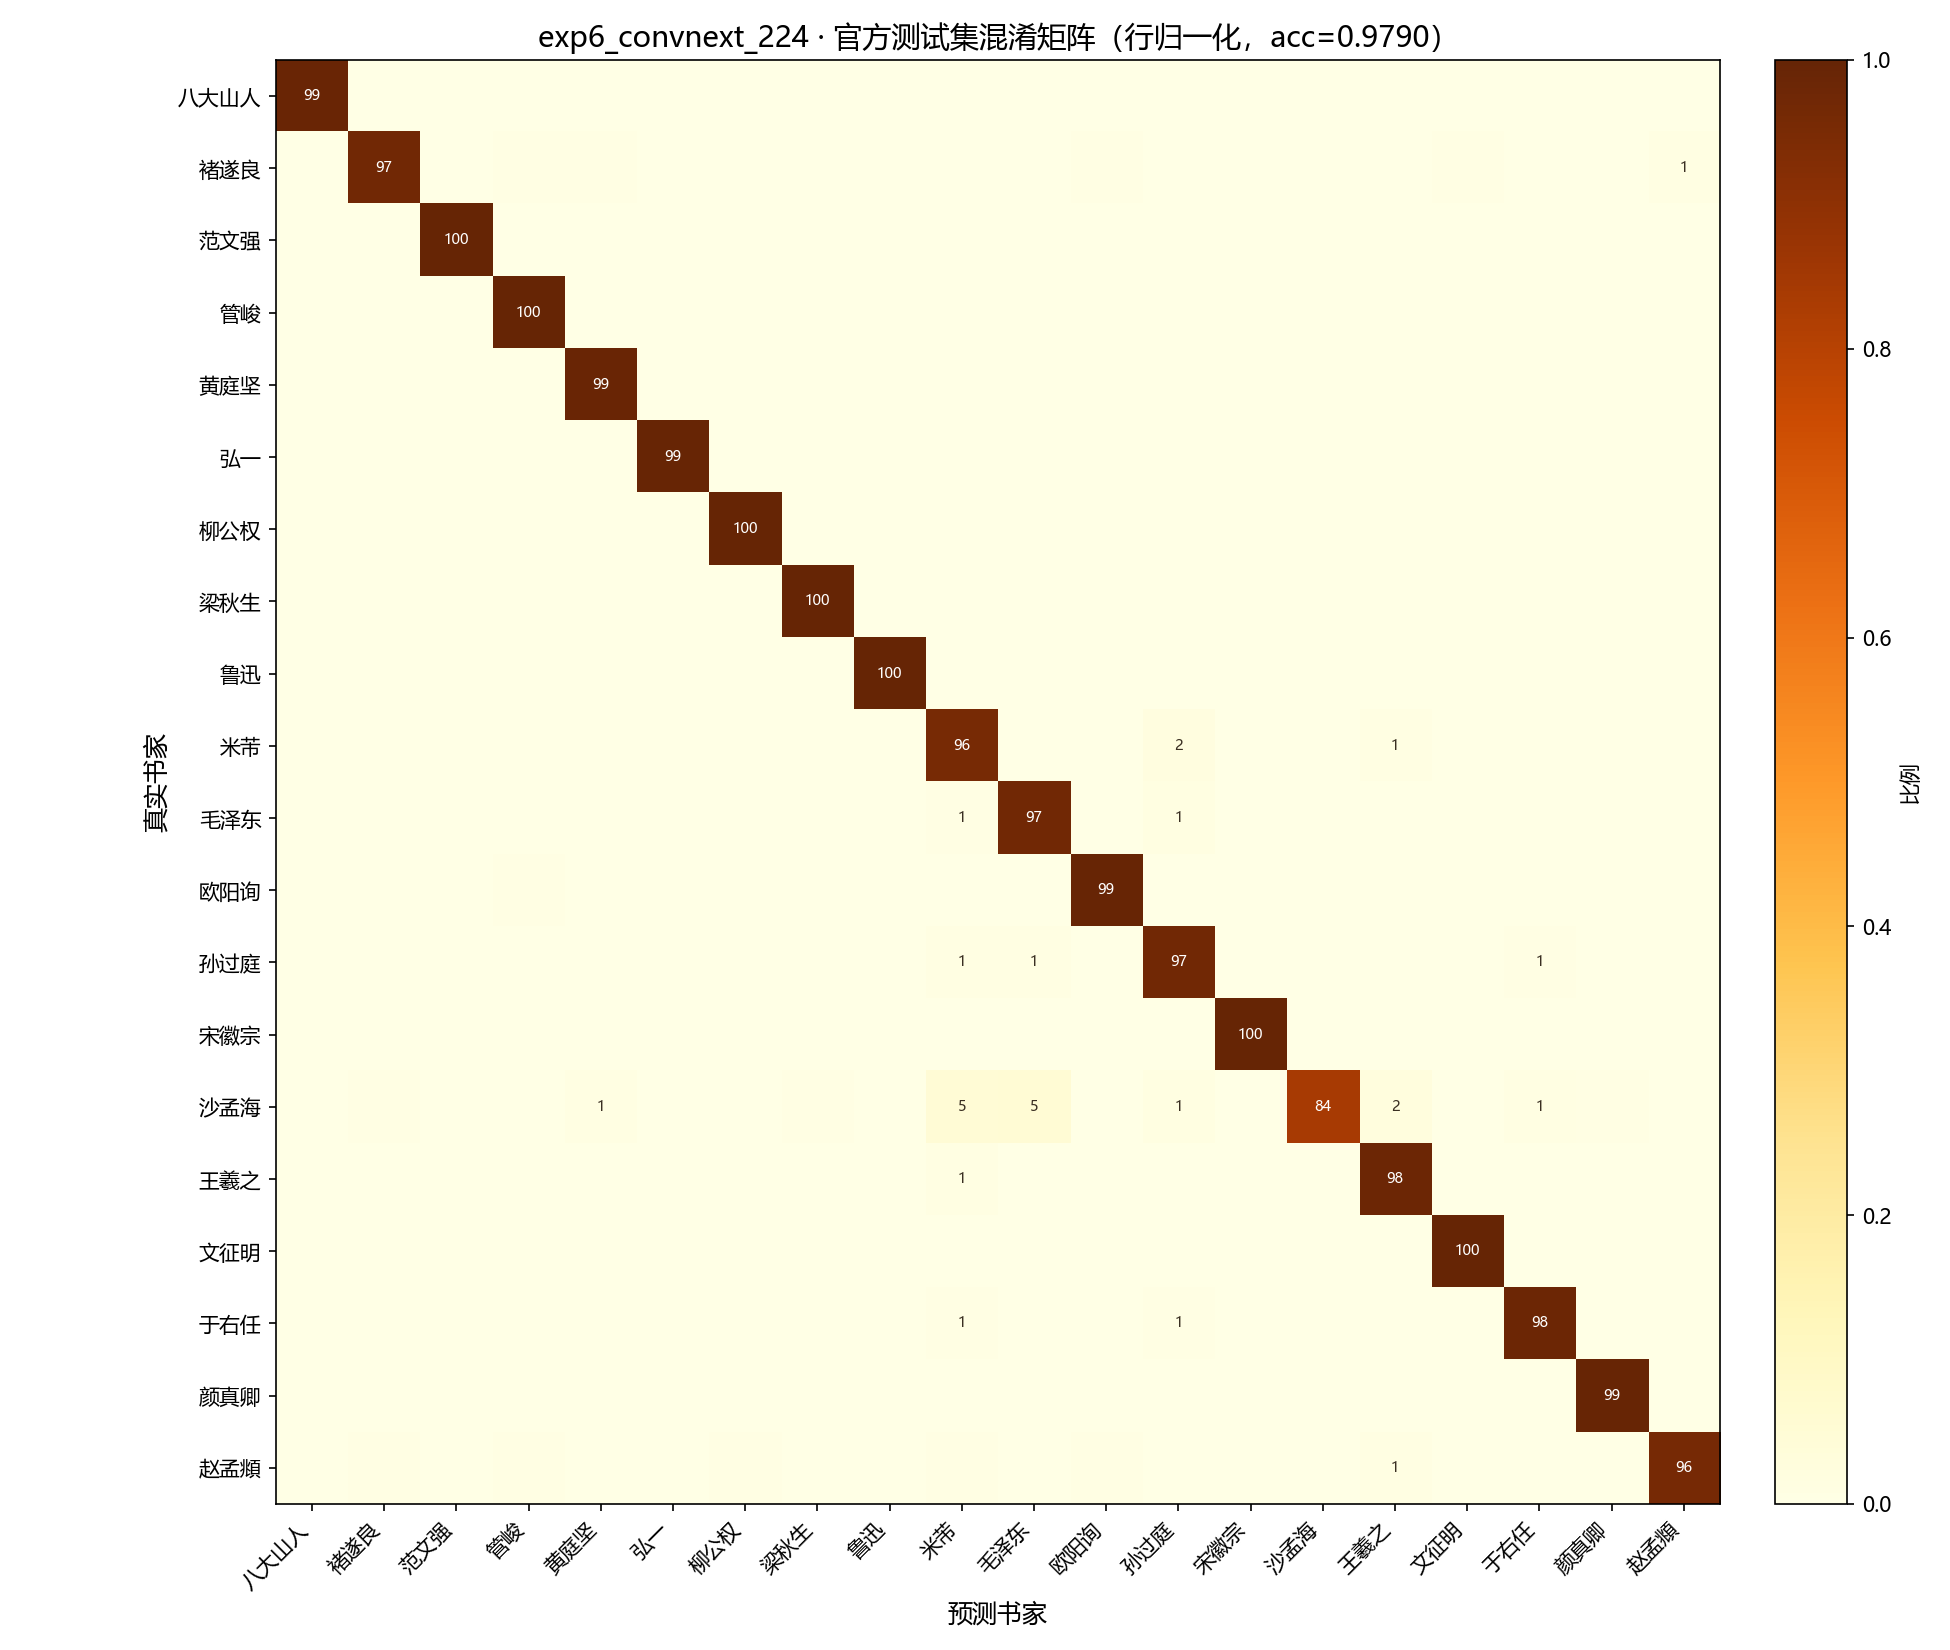 exp6_convnext_224 · 官方测试集混淆矩阵（行归一化，acc=0.9790）
真实书家
八大山人 99
褚遂良 97 1
范文强 100
管峻 100
黄庭坚 99
弘一 99
柳公权 100
梁秋生 100
鲁迅 100
米芾 96 2 1
毛泽东 1 97 1
欧阳询 99
孙过庭 1 1 97 1
宋徽宗 100
沙孟海 1 5 5 1 84 2 1
王羲之 1 98
文征明 100
于右任 1 1 98
颜真卿 99
赵孟頫 1 96
八大山人 褚遂良 范文强 管峻 黄庭坚 弘一 柳公权 梁秋生 鲁迅 米芾 毛泽东 欧阳询 孙过庭 宋徽宗 沙孟海 王羲之 文征明 于右任 颜真卿 赵孟頫
预测书家
1.0
0.8
0.6
0.4
0.2
0.0
比例